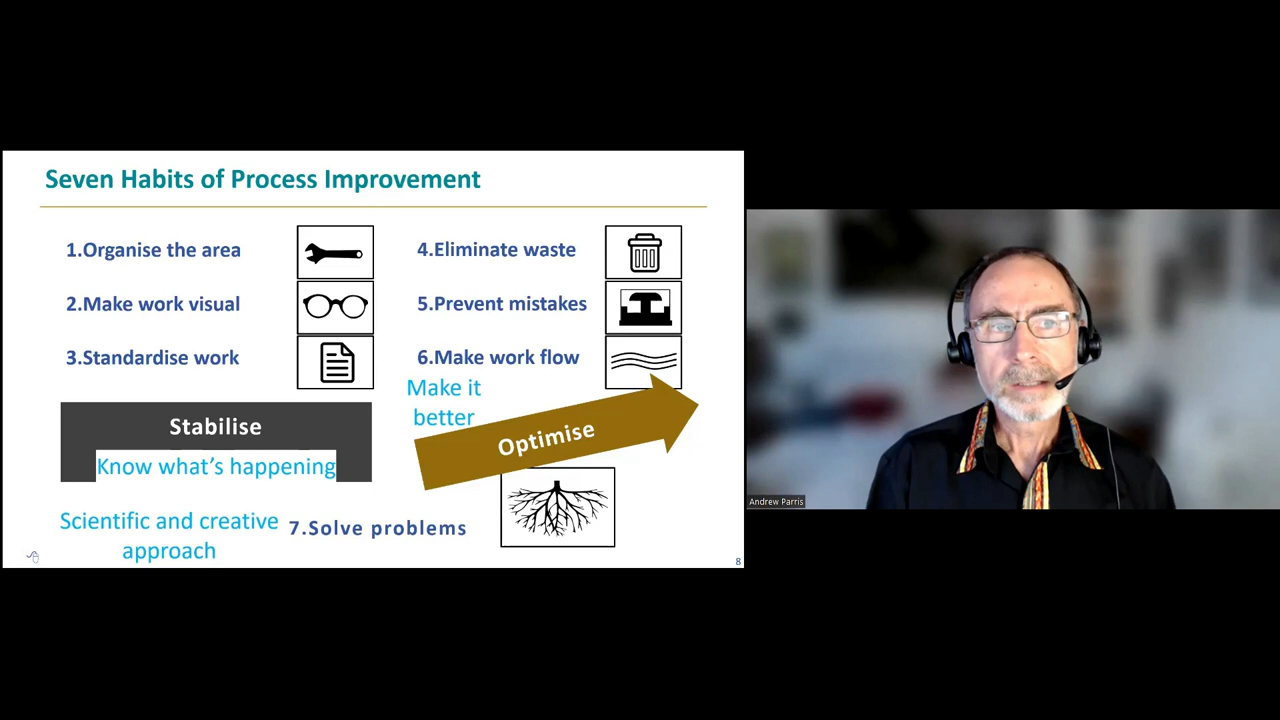 Seven Habits of Process Improvement
1.Organise the area
2.Make work visual
3.Standardise work
4.Eliminate waste
5.Prevent mistakes
6.Make work flow
Stabilise
Know what's happening
Make it
better
Optimise
Scientific and creative
approach
7.Solve problems
8
Andrew Parris